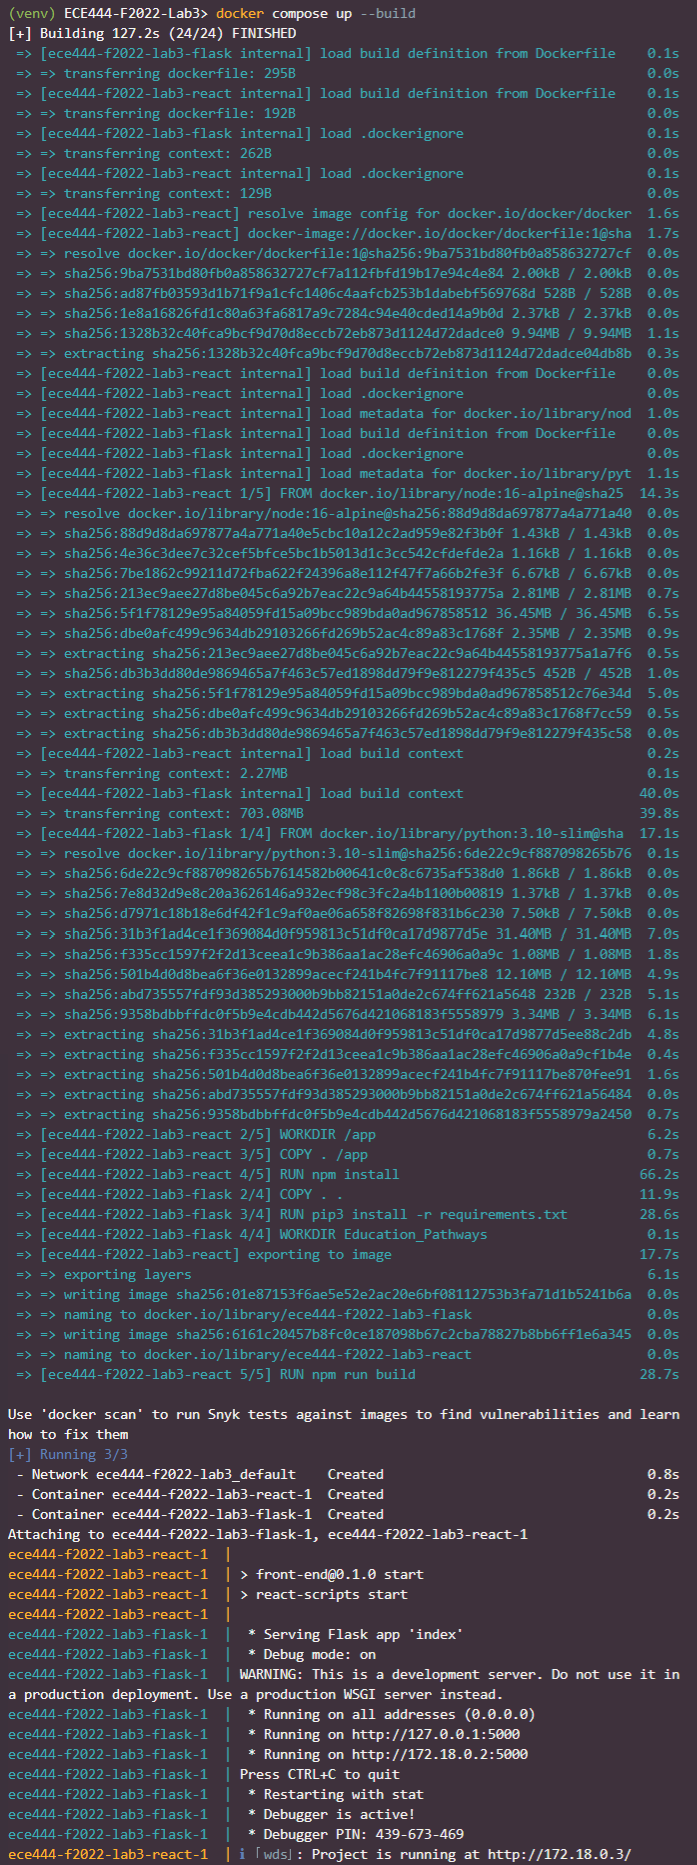 (venv) ECE444-F2022-Lab3> docker compose up --build
[+] Building 127.2s (24/24) FINISHED
=> [ece444-f2022-lab3-flask internal] load build definition from Dockerfile 0.1s
=> => transferring dockerfile: 295B 0.0s
=> [ece444-f2022-lab3-react internal] load build definition from Dockerfile 0.1s
=> => transferring dockerfile: 192B 0.0s
=> [ece444-f2022-lab3-flask internal] load .dockerignore 0.1s
=> => transferring context: 262B 0.0s
=> [ece444-f2022-lab3-react internal] load .dockerignore 0.1s
=> => transferring context: 129B 0.0s
=> [ece444-f2022-lab3-react] resolve image config for docker.io/docker/docker 1.6s
=> [ece444-f2022-lab3-react] docker-image://docker.io/docker/dockerfile:1@sha 1.7s
=> => resolve docker.io/docker/dockerfile:1@sha256:9ba7531bd80fb0a858632727cf 0.0s
=> => sha256:9ba7531bd80fb0a858632727cf7a112fbfd19b17e94c4e84 2.00kB / 2.00kB 0.0s
=> => sha256:ad87fb03593d1b71f9a1cfc1406c4aafcb253b1dabebf569768d 528B / 528B 0.0s
=> => sha256:1e8a16826fd1c80a63fa6817a9c7284c94e40cded14a9b0d 2.37kB / 2.37kB 0.0s
=> => sha256:1328b32c40fca9bcf9d70d8eccb72eb873d1124d72dadce0 9.94MB / 9.94MB 1.1s
=> => extracting sha256:1328b32c40fca9bcf9d70d8eccb72eb873d1124d72dadce04db8b 0.3s
=> [ece444-f2022-lab3-react internal] load build definition from Dockerfile 0.0s
=> [ece444-f2022-lab3-react internal] load .dockerignore 0.0s
=> [ece444-f2022-lab3-react internal] load metadata for docker.io/library/nod 1.0s
=> [ece444-f2022-lab3-flask internal] load build definition from Dockerfile 0.0s
=> [ece444-f2022-lab3-flask internal] load .dockerignore 0.0s
=> [ece444-f2022-lab3-flask internal] load metadata for docker.io/library/pyt 1.1s
=> [ece444-f2022-lab3-react 1/5] FROM docker.io/library/node:16-alpine@sha25 14.3s
=> => resolve docker.io/library/node:16-alpine@sha256:88d9d8da697877a4a771a40 0.0s
=> => sha256:88d9d8da697877a4a771a40e5cbc10a12c2ad959e82f3b0f 1.43kB / 1.43kB 0.0s
=> => sha256:4e36c3dee7c32cef5bfce5bc1b5013d1c3cc542cfdefde2a 1.16kB / 1.16kB 0.0s
=> => sha256:7be1862c99211d72fba622f24396a8e112f47f7a66b2fe3f 6.67kB / 6.67kB 0.0s
=> => sha256:213ec9aee27d8be045c6a92b7eac22c9a64b44558193775a 2.81MB / 2.81MB 0.7s
=> => sha256:5f1f78129e95a84059fd15a09bcc989bda0ad967858512 36.45MB / 36.45MB 6.5s
=> => sha256:dbe0afc499c9634db29103266fd269b52ac4c89a83c1768f 2.35MB / 2.35MB 0.9s
=> => extracting sha256:213ec9aee27d8be045c6a92b7eac22c9a64b44558193775a1a7f6 0.5s
=> => sha256:db3b3dd80de9869465a7f463c57ed1898dd79f9e812279f435c5 452B / 452B 1.0s
=> => extracting sha256:5f1f78129e95a84059fd15a09bcc989bda0ad967858512c76e34d 5.0s
=> => extracting sha256:dbe0afc499c9634db29103266fd269b52ac4c89a83c1768f7cc59 0.5s
=> => extracting sha256:db3b3dd80de9869465a7f463c57ed1898dd79f9e812279f435c58 0.0s
=> [ece444-f2022-lab3-react internal] load build context 0.2s
=> => transferring context: 2.27MB 0.1s
=> [ece444-f2022-lab3-flask internal] load build context 40.0s
=> => transferring context: 703.08MB 39.8s
=> [ece444-f2022-lab3-flask 1/4] FROM docker.io/library/python:3.10-slim@sha 17.1s
=> => resolve docker.io/library/python:3.10-slim@sha256:6de22c9cf887098265b76 0.1s
=> => sha256:6de22c9cf887098265b7614582b00641c0c8c6735af538d0 1.86kB / 1.86kB 0.0s
=> => sha256:7e8d32d9e8c20a3626146a932ecf98c3fc2a4b1100b00819 1.37kB / 1.37kB 0.0s
=> => sha256:d7971c18b18e6df42f1c9af0ae06a658f82698f831b6c230 7.50kB / 7.50kB 0.0s
=> => sha256:31b3f1ad4ce1f369084d0f959813c51df0ca17d9877d5e 31.40MB / 31.40MB 7.0s
=> => sha256:f335cc1597f2f2d13ceea1c9b386aa1ac28efc46906a0a9c 1.08MB / 1.08MB 1.8s
=> => sha256:501b4d0d8bea6f36e0132899acecf241b4fc7f91117be8 12.10MB / 12.10MB 4.9s
=> => sha256:abd735557fdf93d385293000b9bb82151a0de2c674ff621a5648 232B / 232B 5.1s
=> => sha256:9358bdbbffdc0f5b9e4cdb442d5676d421068183f5558979 3.34MB / 3.34MB 6.1s
=> => extracting sha256:31b3f1ad4ce1f369084d0f959813c51df0ca17d9877d5ee88c2db 4.8s
=> => extracting sha256:f335cc1597f2f2d13ceea1c9b386aa1ac28efc46906a0a9cf1b4e 0.4s
=> => extracting sha256:501b4d0d8bea6f36e0132899acecf241b4fc7f91117be870fee91 1.6s
=> => extracting sha256:abd735557fdf93d385293000b9bb82151a0de2c674ff621a56484 0.0s
=> => extracting sha256:9358bdbbffdc0f5b9e4cdb442d5676d421068183f5558979a2450 0.7s
=> [ece444-f2022-lab3-react 2/5] WORKDIR /app 6.2s
=> [ece444-f2022-lab3-react 3/5] COPY . /app 0.7s
=> [ece444-f2022-lab3-react 4/5] RUN npm install 66.2s
=> [ece444-f2022-lab3-flask 2/4] COPY . . 11.9s
=> [ece444-f2022-lab3-flask 3/4] RUN pip3 install -r requirements.txt 28.6s
=> [ece444-f2022-lab3-flask 4/4] WORKDIR Education_Pathways 0.1s
=> [ece444-f2022-lab3-react] exporting to image 17.7s
=> => exporting layers 6.1s
=> => writing image sha256:01e87153f6ae5e52e2ac20e6bf08112753b3fa71d1b5241b6a 0.0s
=> => naming to docker.io/library/ece444-f2022-lab3-flask 0.0s
=> => writing image sha256:6161c20457b8fc0ce187098b67c2cba78827b8bb6ff1e6a345 0.0s
=> => naming to docker.io/library/ece444-f2022-lab3-react 0.0s
=> [ece444-f2022-lab3-react 5/5] RUN npm run build 28.7s
Use 'docker scan' to run Snyk tests against images to find vulnerabilities and learn
how to fix them
[+] Running 3/3
- Network ece444-f2022-lab3_default Created 0.8s
- Container ece444-f2022-lab3-react-1 Created 0.2s
- Container ece444-f2022-lab3-flask-1 Created 0.2s
Attaching to ece444-f2022-lab3-flask-1, ece444-f2022-lab3-react-1
ece444-f2022-lab3-react-1 |
ece444-f2022-lab3-react-1 | > front-end@0.1.0 start
ece444-f2022-lab3-react-1 | > react-scripts start
ece444-f2022-lab3-react-1 |
ece444-f2022-lab3-flask-1 | * Serving Flask app 'index'
ece444-f2022-lab3-flask-1 | * Debug mode: on
ece444-f2022-lab3-flask-1 | WARNING: This is a development server. Do not use it in
a production deployment. Use a production WSGI server instead.
ece444-f2022-lab3-flask-1 | * Running on all addresses (0.0.0.0)
ece444-f2022-lab3-flask-1 | * Running on http://127.0.0.1:5000
ece444-f2022-lab3-flask-1 | * Running on http://172.18.0.2:5000
ece444-f2022-lab3-flask-1 | Press CTRL+C to quit
ece444-f2022-lab3-flask-1 | * Restarting with stat
ece444-f2022-lab3-flask-1 | * Debugger is active!
ece444-f2022-lab3-flask-1 | * Debugger PIN: 439-673-469
ece444-f2022-lab3-react-1 | ℹ ｢wds｣: Project is running at http://172.18.0.3/